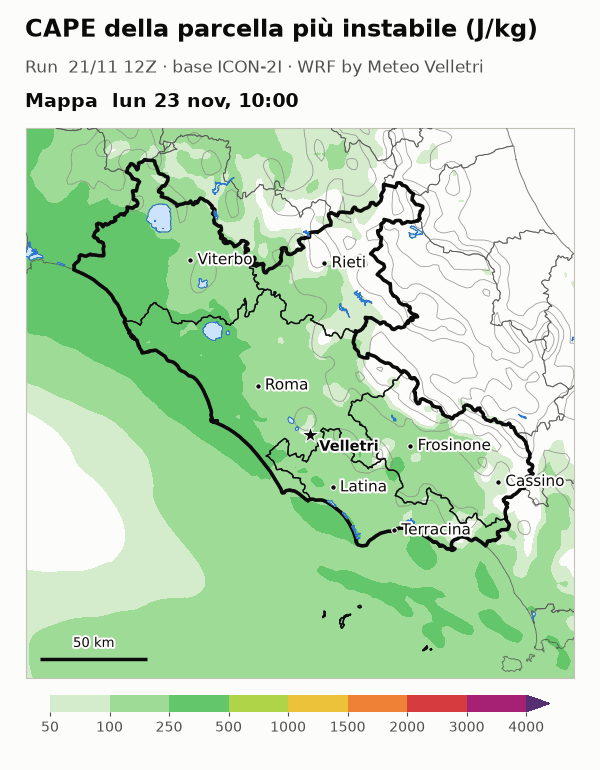 CAPE della parcella più instabile (J/kg)
Run 21/11 12Z · base ICON-2I · WRF by Meteo Velletri
Mappa lun 23 nov, 10:00
Viterbo
Rieti
Roma
Velletri
Frosinone
Cassino
Latina
Terracina
50 km
50 100 250 500 1000 1500 2000 3000 4000